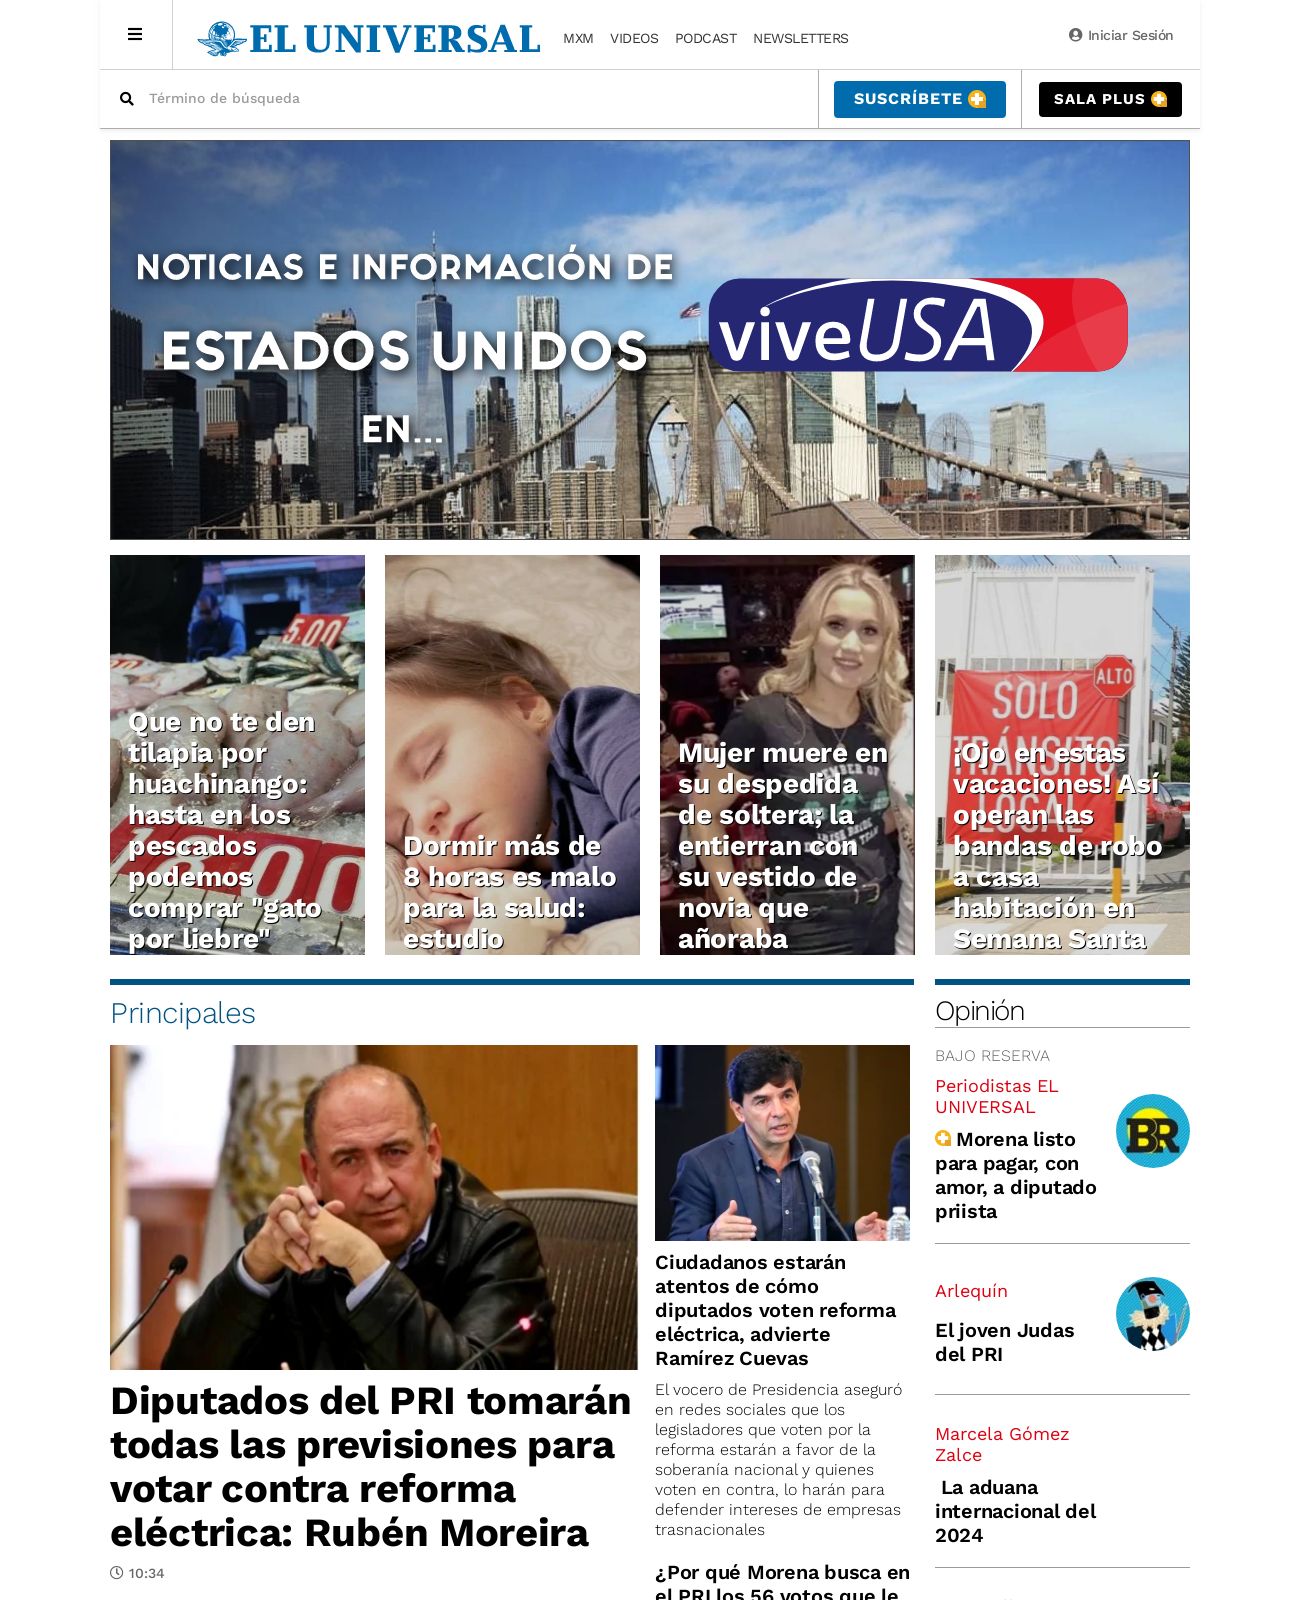 EL UNIVERSAL
MXM VIDEOS PODCAST NEWSLETTERS
Iniciar Sesión
Término de búsqueda
SUSCRÍBETE
SALA PLUS
NOTICIAS E INFORMACIÓN DE
ESTADOS UNIDOS
EN...
viveUSA
5.00
18.00
Que no te den
tilapia por
huachinango:
hasta en los
pescados
podemos
comprar "gato
por liebre"
Dormir más de
8 horas es malo
para la salud:
estudio
Mujer muere en
su despedida
de soltera; la
entierran con
su vestido de
novia que
añoraba
ALTO
SOLO
TRÁNSITO
LOCAL
¡Ojo en estas
vacaciones! Así
operan las
bandas de robo
a casa
habitación en
Semana Santa
Principales
Diputados del PRI tomarán
todas las previsiones para
votar contra reforma
eléctrica: Rubén Moreira
10:34
Ciudadanos estarán
atentos de cómo
diputados voten reforma
eléctrica, advierte
Ramírez Cuevas
El vocero de Presidencia aseguró
en redes sociales que los
legisladores que voten por la
reforma estarán a favor de la
soberanía nacional y quienes
voten en contra, lo harán para
defender intereses de empresas
trasnacionales
¿Por qué Morena busca en
el PRI los 56 votos que le
Opinión
BAJO RESERVA
Periodistas EL
UNIVERSAL
BR
Morena listo
para pagar, con
amor, a diputado
priista
Arlequín
El joven Judas
del PRI
Marcela Gómez
Zalce
La aduana
internacional del
2024